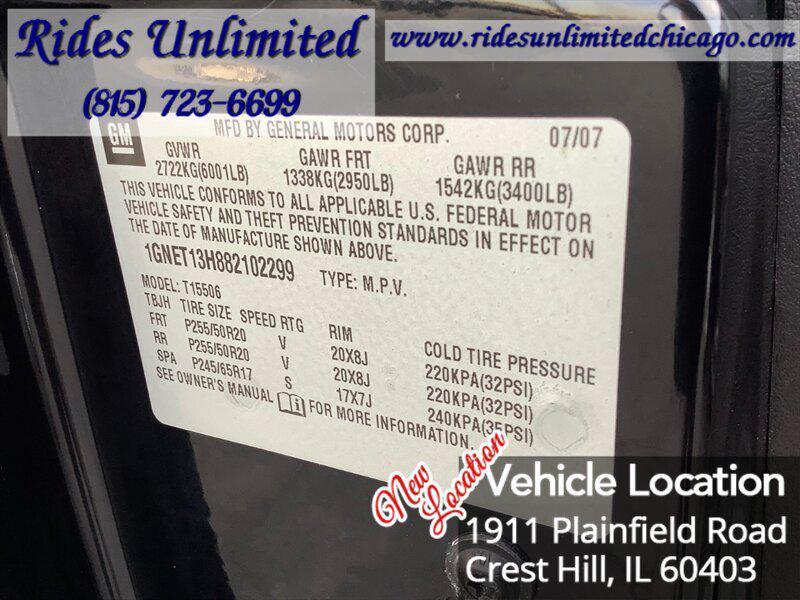 Rides Unlimited
(815) 723-6699
www.ridesunlimitedchicago.com
GM
MFD BY GENERAL MOTORS CORP. 07/07
GVWR GAWR FRT GAWR RR
2722KG(6001LB) 1338KG(2950LB) 1542KG(3400LB)
THIS VEHICLE CONFORMS TO ALL APPLICABLE U.S. FEDERAL MOTOR
VEHICLE SAFETY AND THEFT PREVENTION STANDARDS IN EFFECT ON
THE DATE OF MANUFACTURE SHOWN ABOVE.
1GNET13H882102299 TYPE: M.P.V.
MODEL: T15506
TBJH TIRE SIZE SPEED RTG RIM COLD TIRE PRESSURE
FRT P255/50R20 V 20X8J 220KPA(32PSI)
RR P255/50R20 V 20X8J 220KPA(32PSI)
SPA P245/65R17 S 17X7J 240KPA(35PSI)
SEE OWNER'S MANUAL FOR MORE INFORMATION.
New Location
Vehicle Location
1911 Plainfield Road
Crest Hill, IL 60403